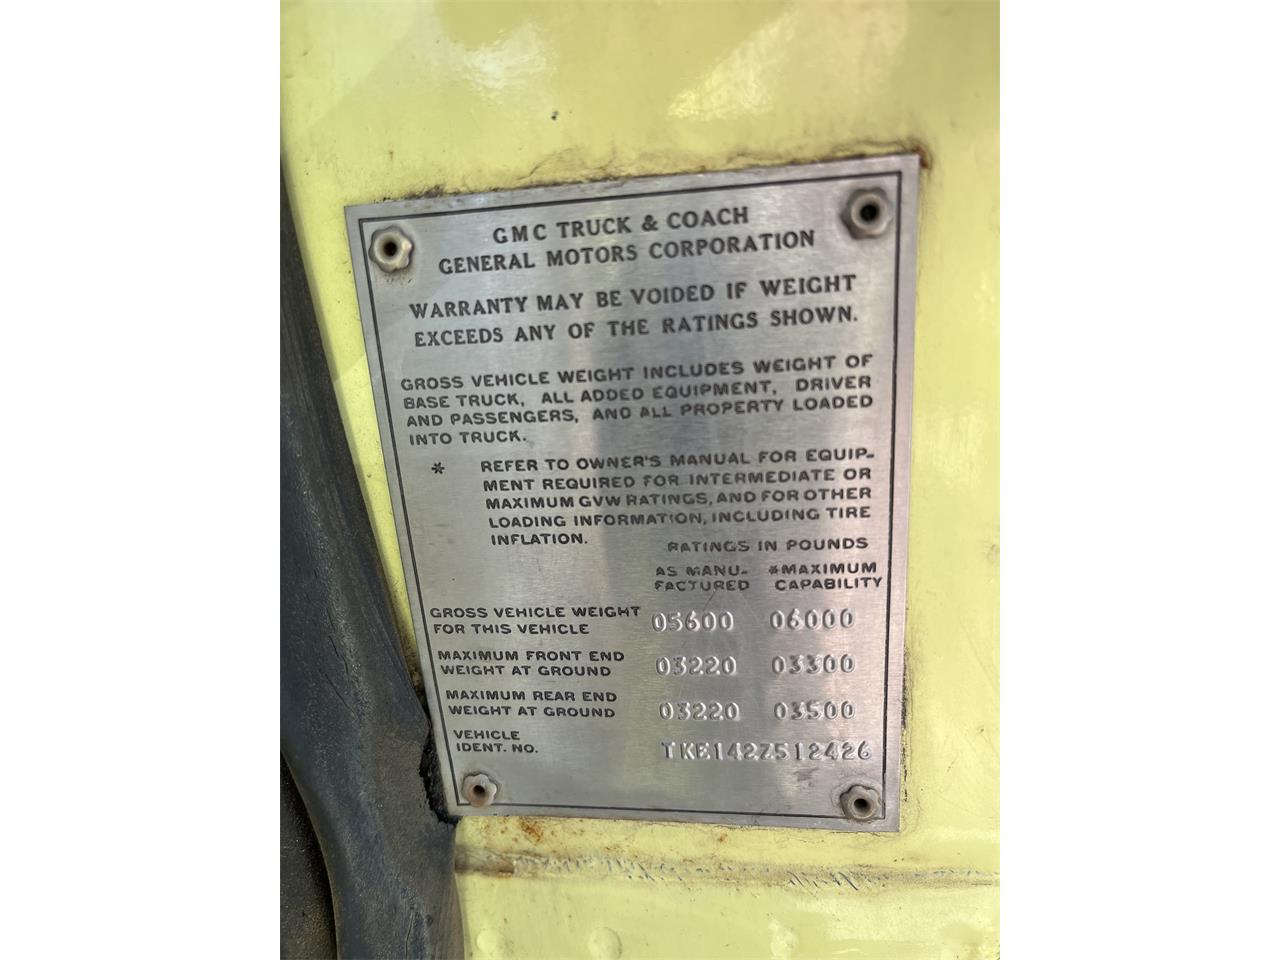 GMC TRUCK & COACH
GENERAL MOTORS CORPORATION
WARRANTY MAY BE VOIDED IF WEIGHT
EXCEEDS ANY OF THE RATINGS SHOWN.
GROSS VEHICLE WEIGHT INCLUDES WEIGHT OF
BASE TRUCK, ALL ADDED EQUIPMENT, DRIVER
AND PASSENGERS, AND ALL PROPERTY LOADED
INTO TRUCK.
* REFER TO OWNER'S MANUAL FOR EQUIP-
MENT REQUIRED FOR INTERMEDIATE OR
MAXIMUM GVW RATINGS, AND FOR OTHER
LOADING INFORMATION, INCLUDING TIRE
INFLATION.
RATINGS IN POUNDS
AS MANU- *MAXIMUM
FACTURED CAPABILITY
GROSS VEHICLE WEIGHT
FOR THIS VEHICLE 05600 06000
MAXIMUM FRONT END
WEIGHT AT GROUND 03220 03300
MAXIMUM REAR END
WEIGHT AT GROUND 03220 03500
VEHICLE
IDENT. NO. TKE142Z512426